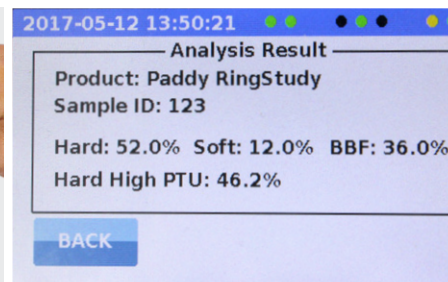 2017-05-12 13:50:21
Analysis Result
Product: Paddy RingStudy
Sample ID: 123
Hard: 52.0% Soft: 12.0% BBF: 36.0%
Hard High PTU: 46.2%
BACK